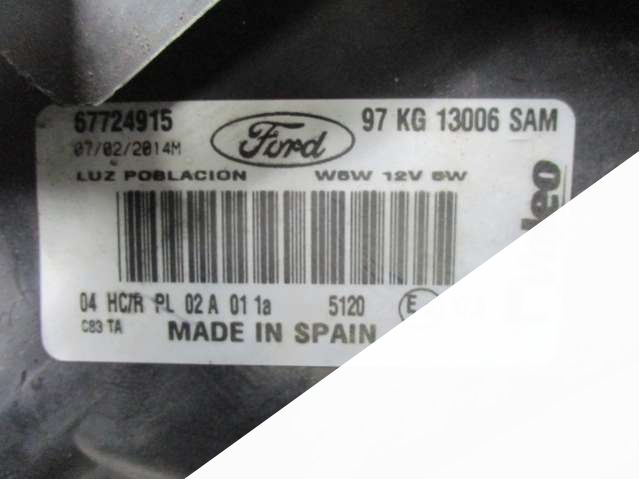 67724915 Ford 97 KG 13006 SAM
07/02/2014M
LUZ POBLACIÓN W5W 12V 5W
04 HC/R PL 02 A 01 1a 5120 E
C83 TA MADE IN SPAIN